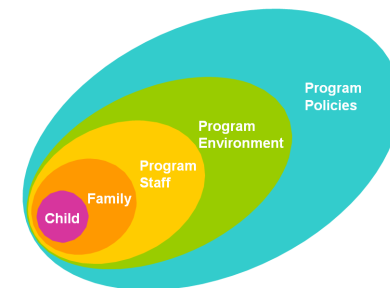 Program
Policies
Program
Environment
Program
Staff
Family
Child